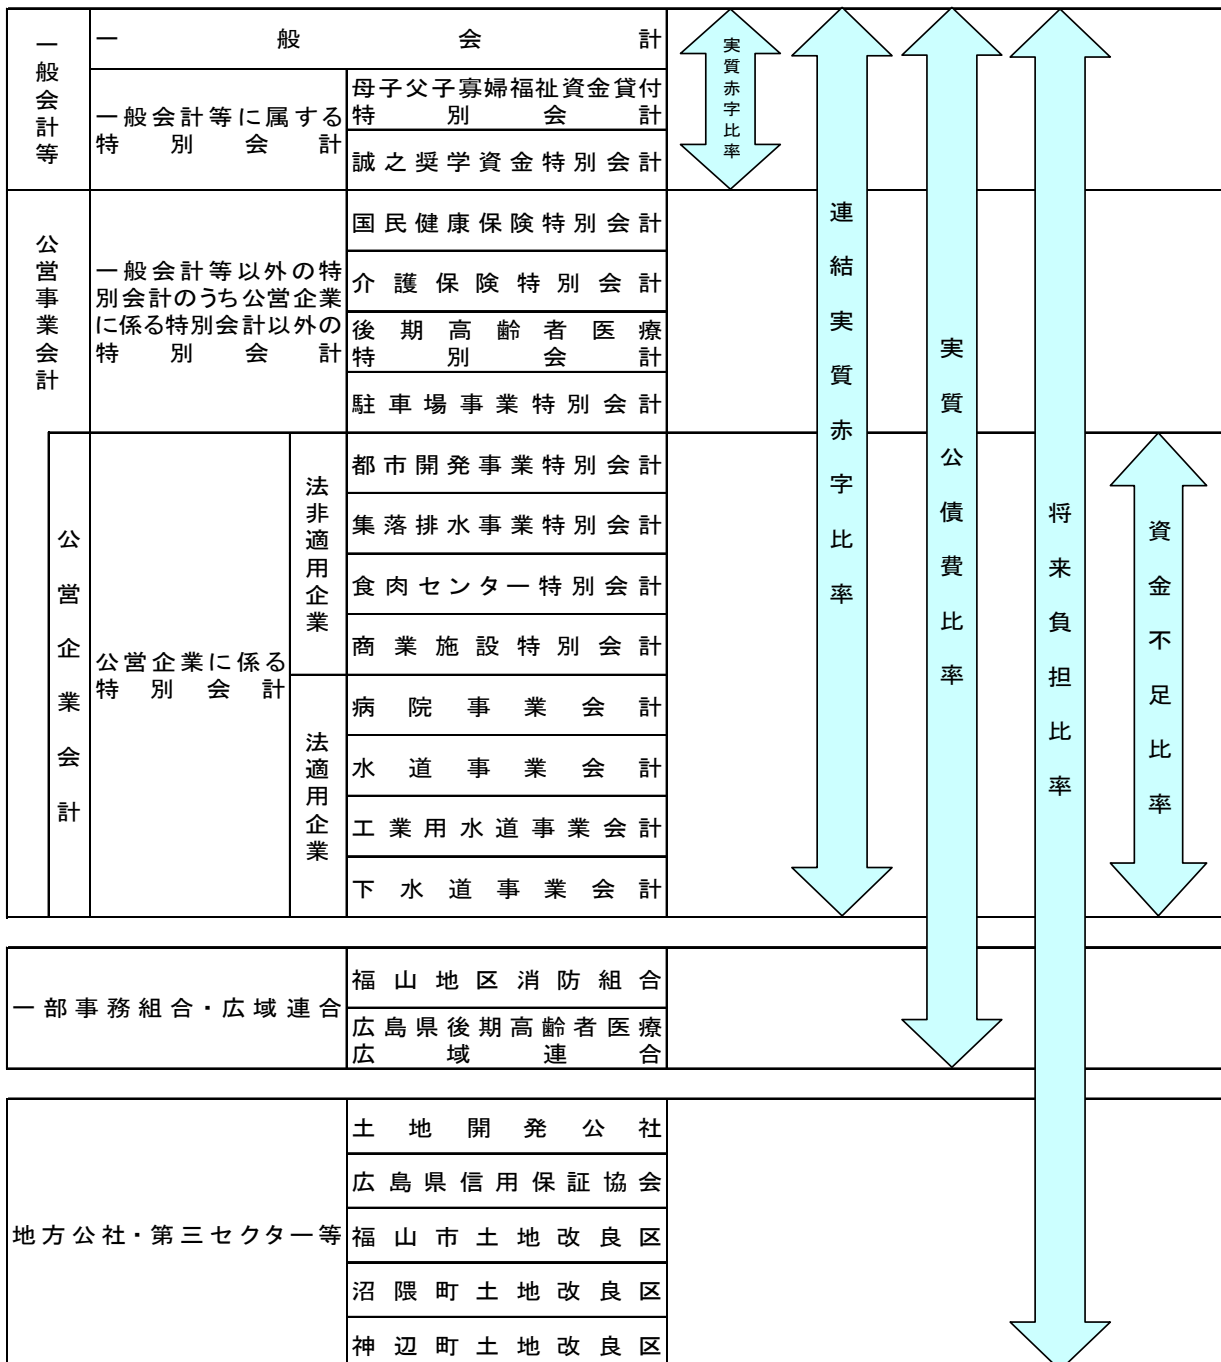 一般会計等
一般会計
一般会計等に属する
特別会計
母子父子寡婦福祉資金貸付
特別会計
誠之奨学資金特別会計
公営事業会計
一般会計等以外の特
別会計のうち公営企業
に係る特別会計以外の
特別会計
国民健康保険特別会計
介護保険特別会計
後期高齢者医療
特別会計
駐車場事業特別会計
公営企業会計
公営企業に係る
特別会計
法非適用企業
都市開発事業特別会計
集落排水事業特別会計
食肉センター特別会計
商業施設特別会計
法適用企業
病院事業会計
水道事業会計
工業用水道事業会計
下水道事業会計
実質赤字比率
連結実質赤字比率
実質公債費比率
将来負担比率
資金不足比率
一部事務組合・広域連合
福山地区消防組合
広島県後期高齢者医療
広域連合
地方公社・第三セクター等
土地開発公社
広島県信用保証協会
福山市土地改良区
沼隈町土地改良区
神辺町土地改良区